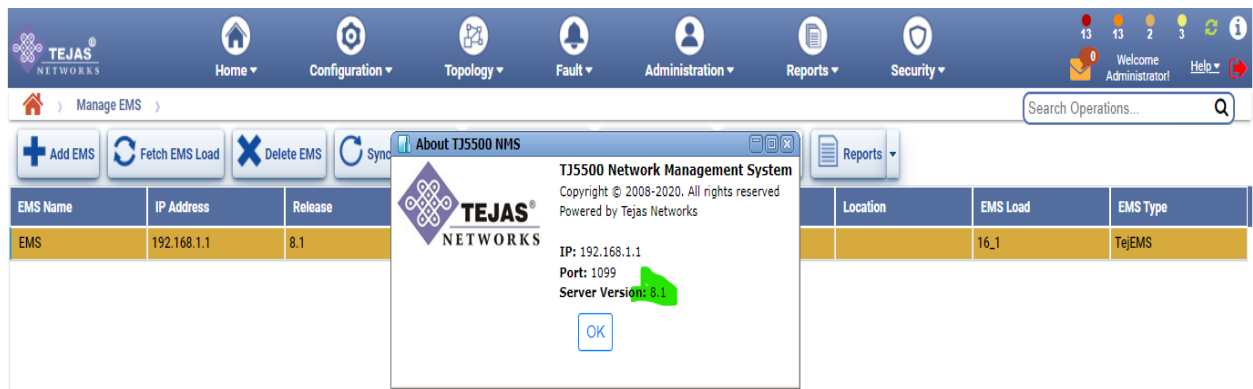 TEJAS®
NETWORKS
Home
Configuration
Topology
Fault
Administration
Reports
Security
13 13 2 3
0
Welcome
Administrator!
Help
Manage EMS
Search Operations...
Add EMS
Fetch EMS Load
Delete EMS
Sync
Reports
About TJ5500 NMS
TEJAS®
NETWORKS
TJ5500 Network Management System
Copyright © 2008-2020. All rights reserved
Powered by Tejas Networks
IP: 192.168.1.1
Port: 1099
Server Version: 8.1
OK
EMS Name IP Address Release Location EMS Load EMS Type
EMS 192.168.1.1 8.1 16_1 TejEMS